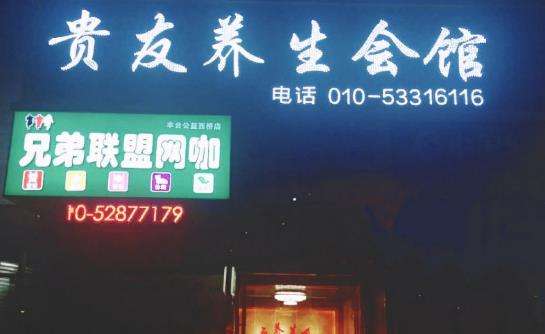 贵友养生会馆
电话 010-53316116
丰台公益西桥店
兄弟联盟网咖
10-52877179